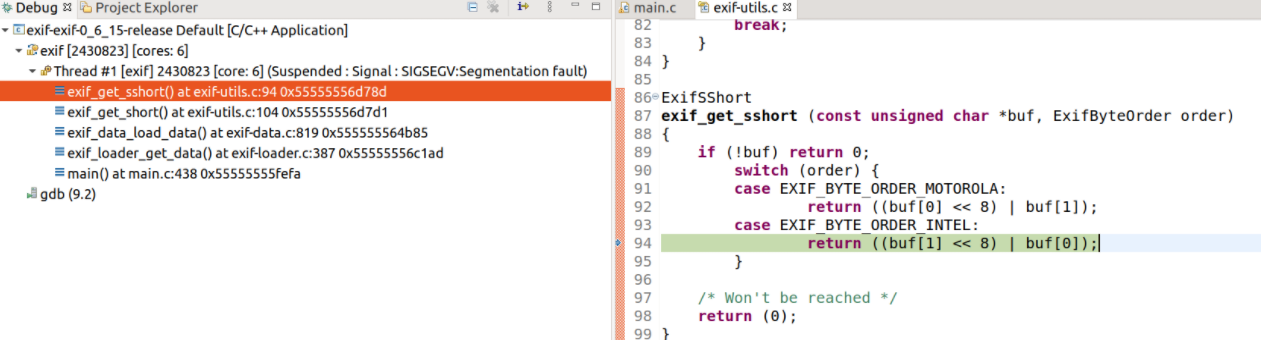 Debug
Project Explorer
exif-exif-0_6_15-release Default [C/C++ Application]
exif [2430823] [cores: 6]
Thread #1 [exif] 2430823 [core: 6] (Suspended : Signal : SIGSEGV:Segmentation fault)
exif_get_sshort() at exif-utils.c:94 0x55555556d78d
exif_get_short() at exif-utils.c:104 0x55555556d7d1
exif_data_load_data() at exif-data.c:819 0x555555564b85
exif_loader_get_data() at exif-loader.c:387 0x55555556c1ad
main() at main.c:438 0x55555555fefa
gdb (9.2)
main.c
exif-utils.c
82 break;
83 }
84 }
85
86 ExifSShort
87 exif_get_sshort (const unsigned char *buf, ExifByteOrder order)
88 {
89 if (!buf) return 0;
90 switch (order) {
91 case EXIF_BYTE_ORDER_MOTOROLA:
92 return ((buf[0] << 8) | buf[1]);
93 case EXIF_BYTE_ORDER_INTEL:
94 return ((buf[1] << 8) | buf[0]);
95 }
96
97 /* Won't be reached */
98 return (0);
99 }